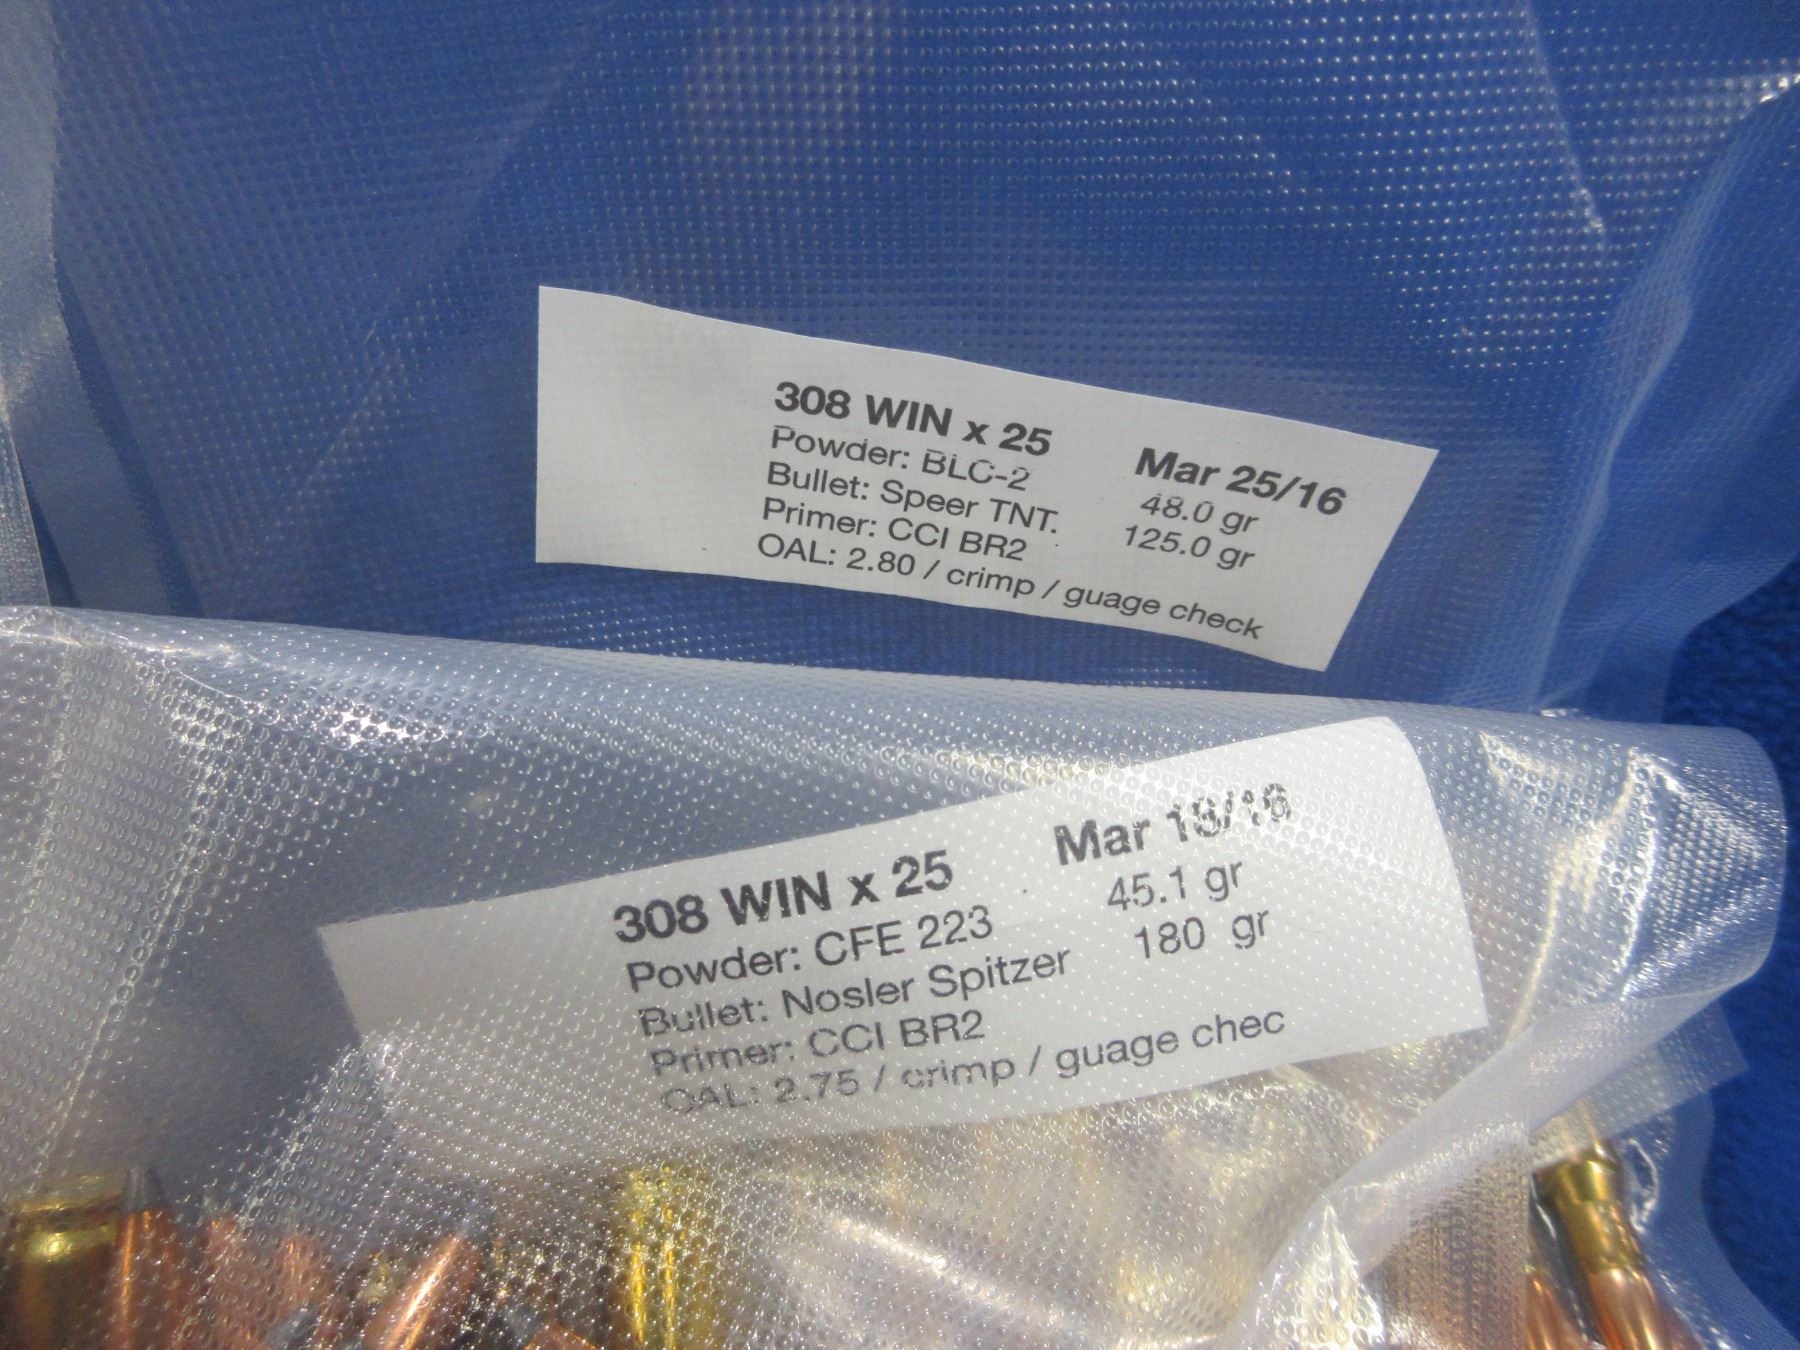 308 WIN x 25 Mar 25/16
Powder: BLC-2 48.0 gr
Bullet: Speer TNT. 125.0 gr
Primer: CCI BR2
OAL: 2.80 / crimp / guage check
308 WIN x 25 Mar
Powder: CFE 223 45.1 gr
Bullet: Nosler Spitzer 180 gr
Primer: CCI BR2
OAL: 2.75 / crimp / guage chec